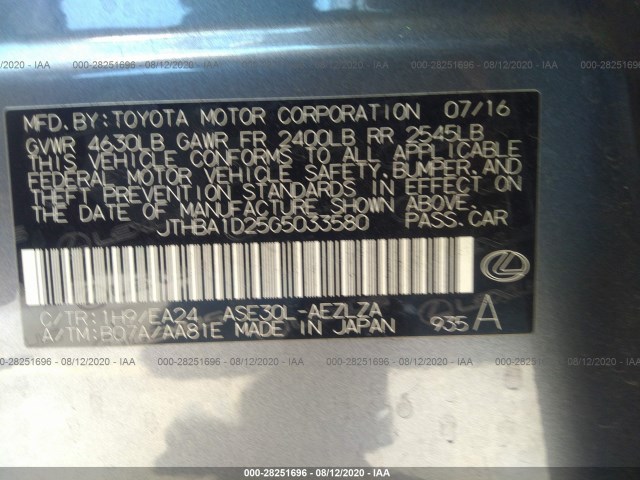 000-28251696 - 08/12/2020 - IAA
MFD.BY:TOYOTA MOTOR CORPORATION 07/16
GVWR 4630LB GAWR FR 2400LB RR 2545LB
THIS VEHICLE CONFORMS TO ALL APPLICABLE
FEDERAL MOTOR VEHICLE SAFETY,BUMPER,AND
THEFT PREVENTION STANDARDS IN EFFECT ON
THE DATE OF MANUFACTURE SHOWN ABOVE.
JTHBA1D25G5033580 PASS.CAR
C/TR:1H9/EA24 ASE30L-AEZLZA
A/TM:B07A/AA81E MADE IN JAPAN 935 A
000-28251696 - 08/12/2020 - IAA
000-28251696 - 08/12/2020 - IAA